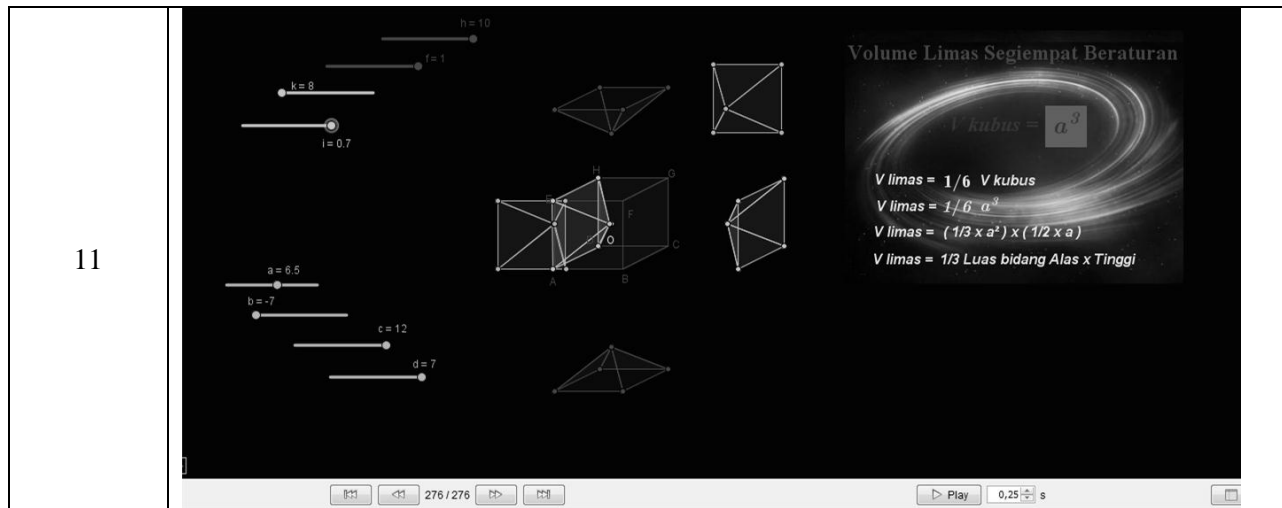 11
h = 10
f = 1
k = 8
i = 0.7
Volume Limas Segiempat Beraturan
V kubus = a³
V limas = 1/6 V kubus
V limas = 1/6 a³
V limas = ( 1/3 x a² ) x ( 1/2 x a )
V limas = 1/3 Luas bidang Alas x Tinggi
H
G
F
O
C
A
B
a = 6.5
b = -7
c = 12
d = 7
276 / 276
Play
0,25
s